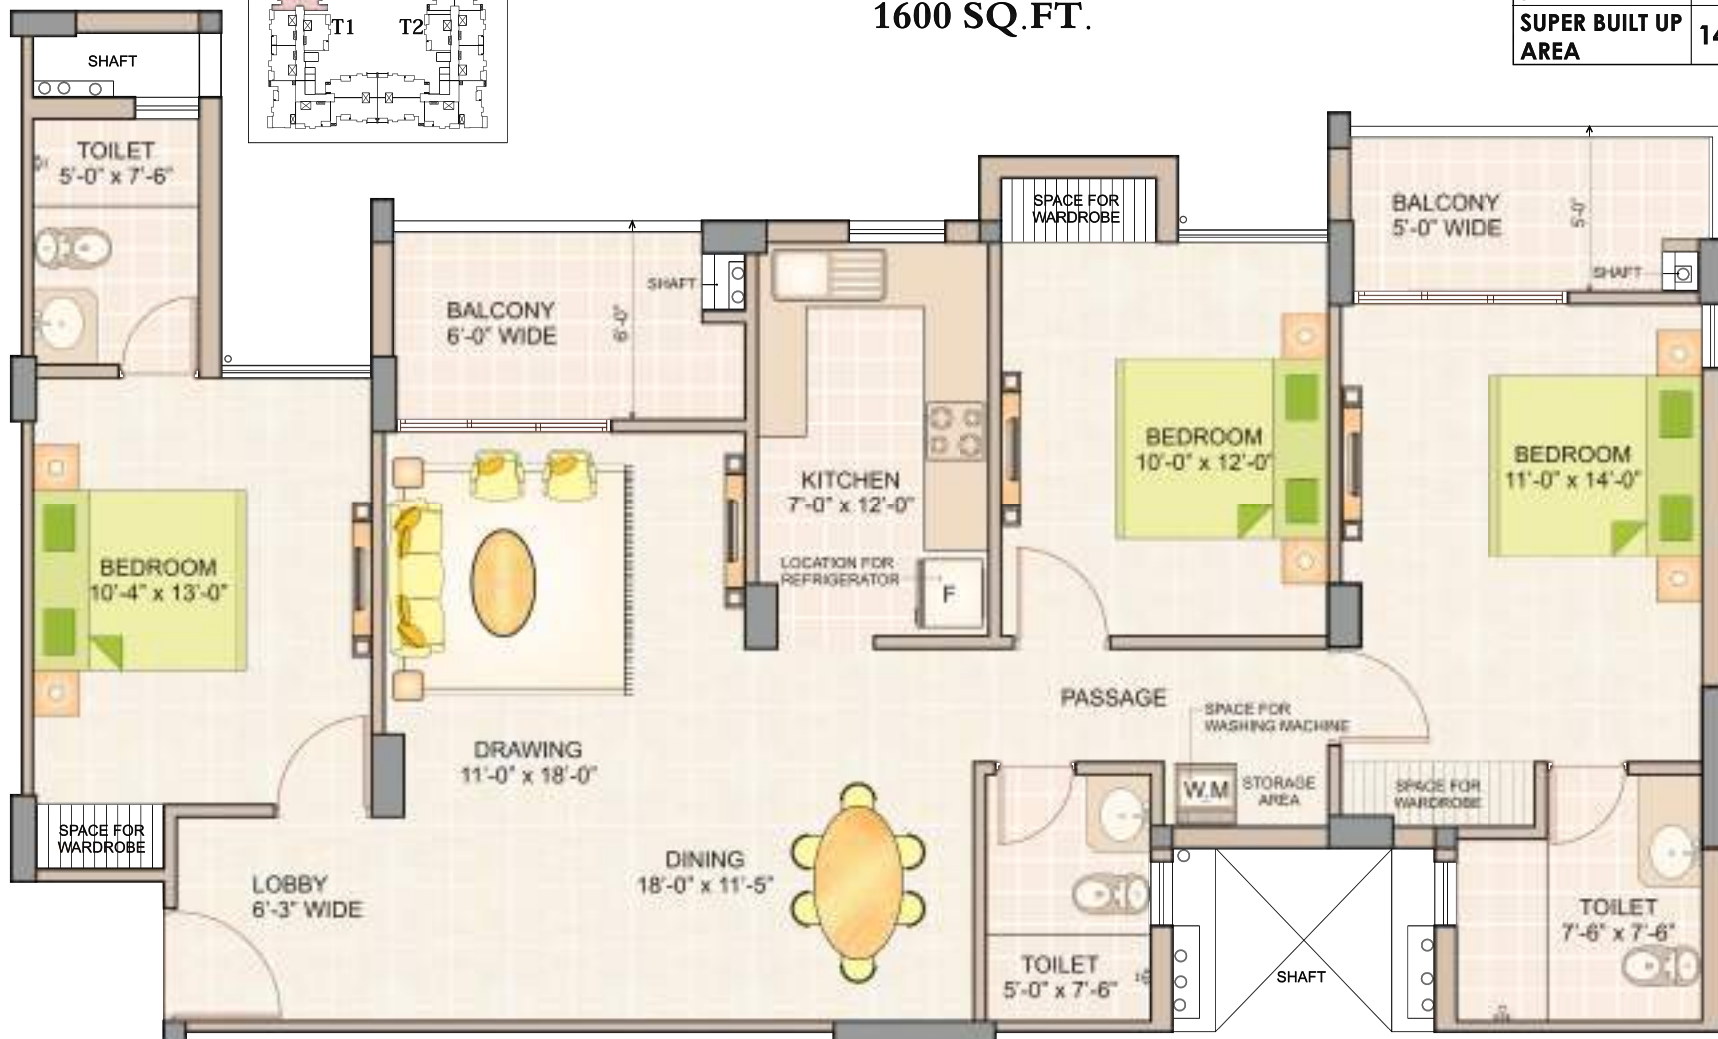 1600 SQ.FT.
T1
T2
SUPER BUILT UP
AREA
SHAFT
TOILET
5'-0" x 7'-6"
BALCONY
6'-0" WIDE
6'-0"
SHAFT
SPACE FOR
WARDROBE
BALCONY
5'-0" WIDE
5'-0"
SHAFT
KITCHEN
7'-0" x 12'-0"
LOCATION FOR
REFRIGERATOR
F
BEDROOM
10'-0" x 12'-0"
BEDROOM
11'-0" x 14'-0"
BEDROOM
10'-4" x 13'-0"
DRAWING
11'-0" x 18'-0"
PASSAGE
SPACE FOR
WASHING MACHINE
W.M
STORAGE
AREA
SPACE FOR
WARDROBE
SPACE FOR
WARDROBE
LOBBY
6'-3" WIDE
DINING
18'-0" x 11'-5"
TOILET
5'-0" x 7'-6"
SHAFT
TOILET
7'-6" x 7'-6"